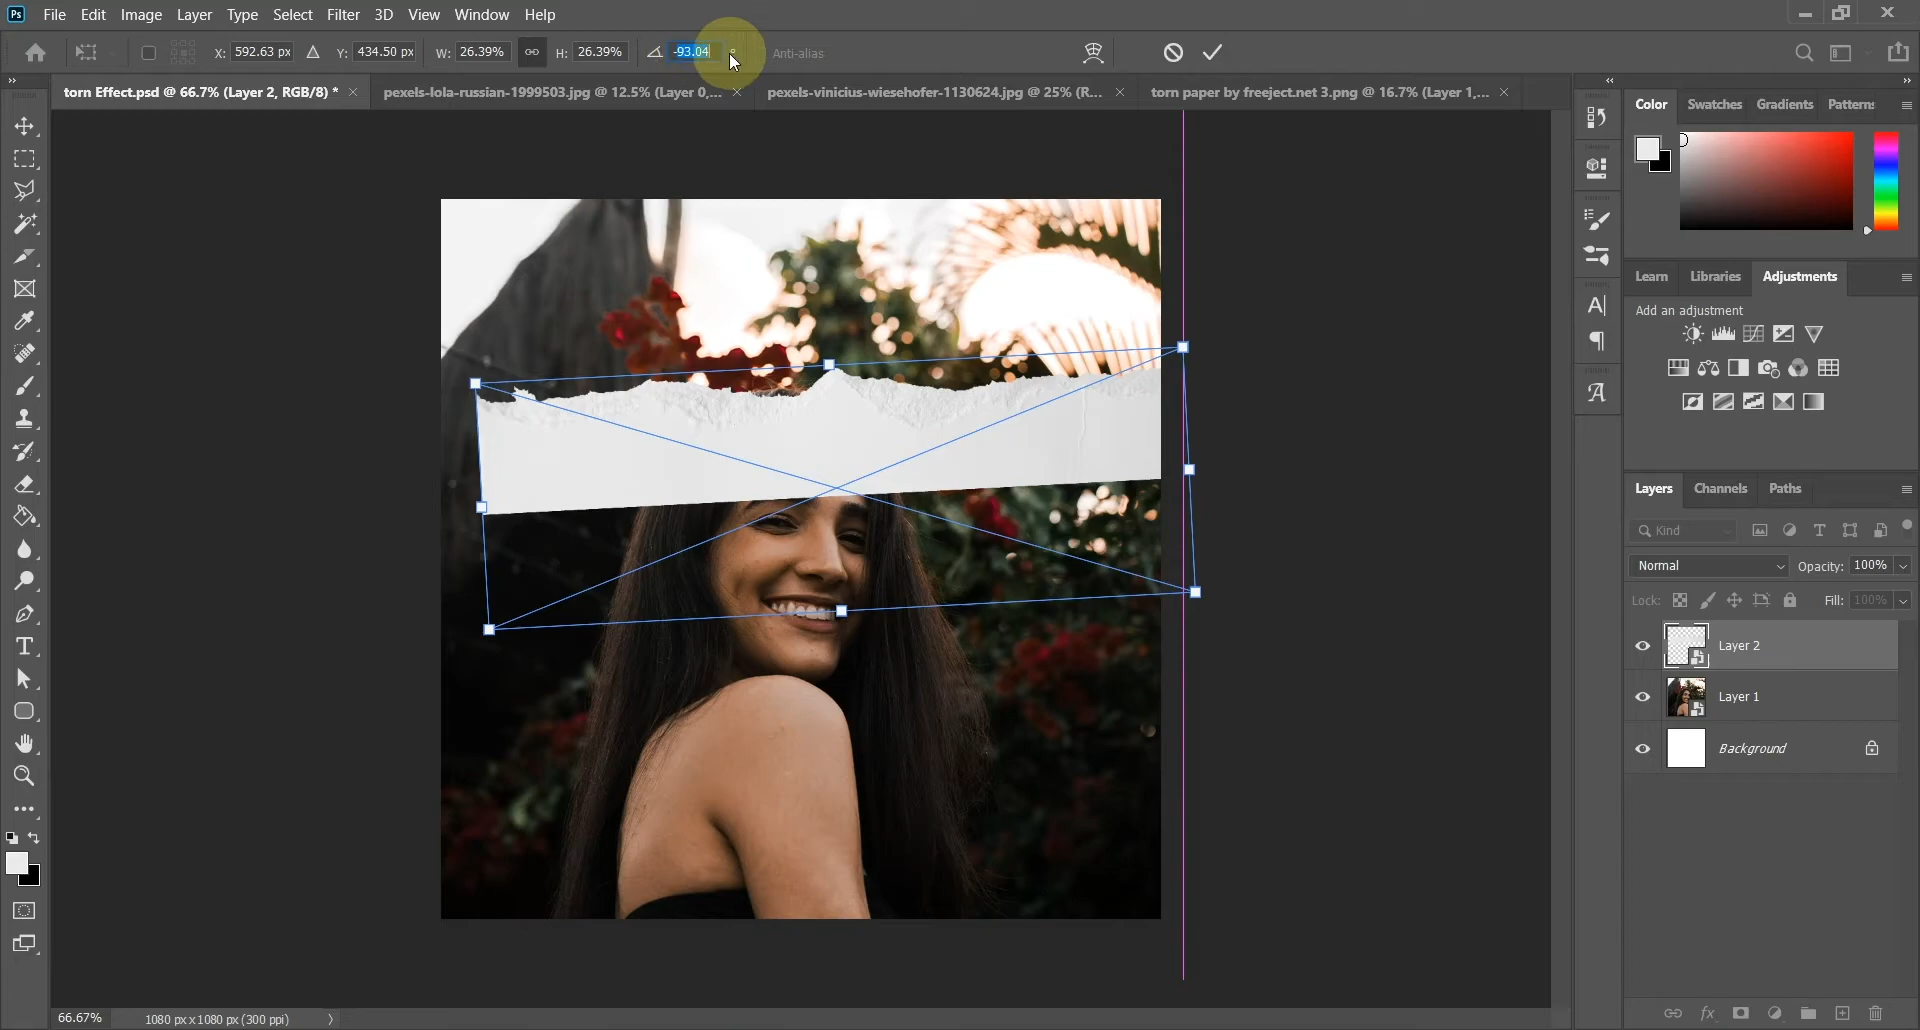 Ps File Edit Image Layer Type Select Filter 3D View Window Help
X: 592.63 px Y: 434.50 px W: 26.39% H: 26.39% -93.04 ° Anti-alias
torn Effect.psd @ 66.7% (Layer 2, RGB/8) * × pexels-lola-russian-1999503.jpg @ 12.5% (Layer 0,... × pexels-vinicius-wiesehofer-1130624.jpg @ 25% (R... × torn paper by freeject.net 3.png @ 16.7% (Layer 1,... ×
Color Swatches Gradients Patterns
Learn Libraries Adjustments
Add an adjustment
Layers Channels Paths
Kind
Normal Opacity: 100%
Lock: Fill: 100%
Layer 2
Layer 1
Background
66.67% 1080 px x 1080 px (300 ppi)